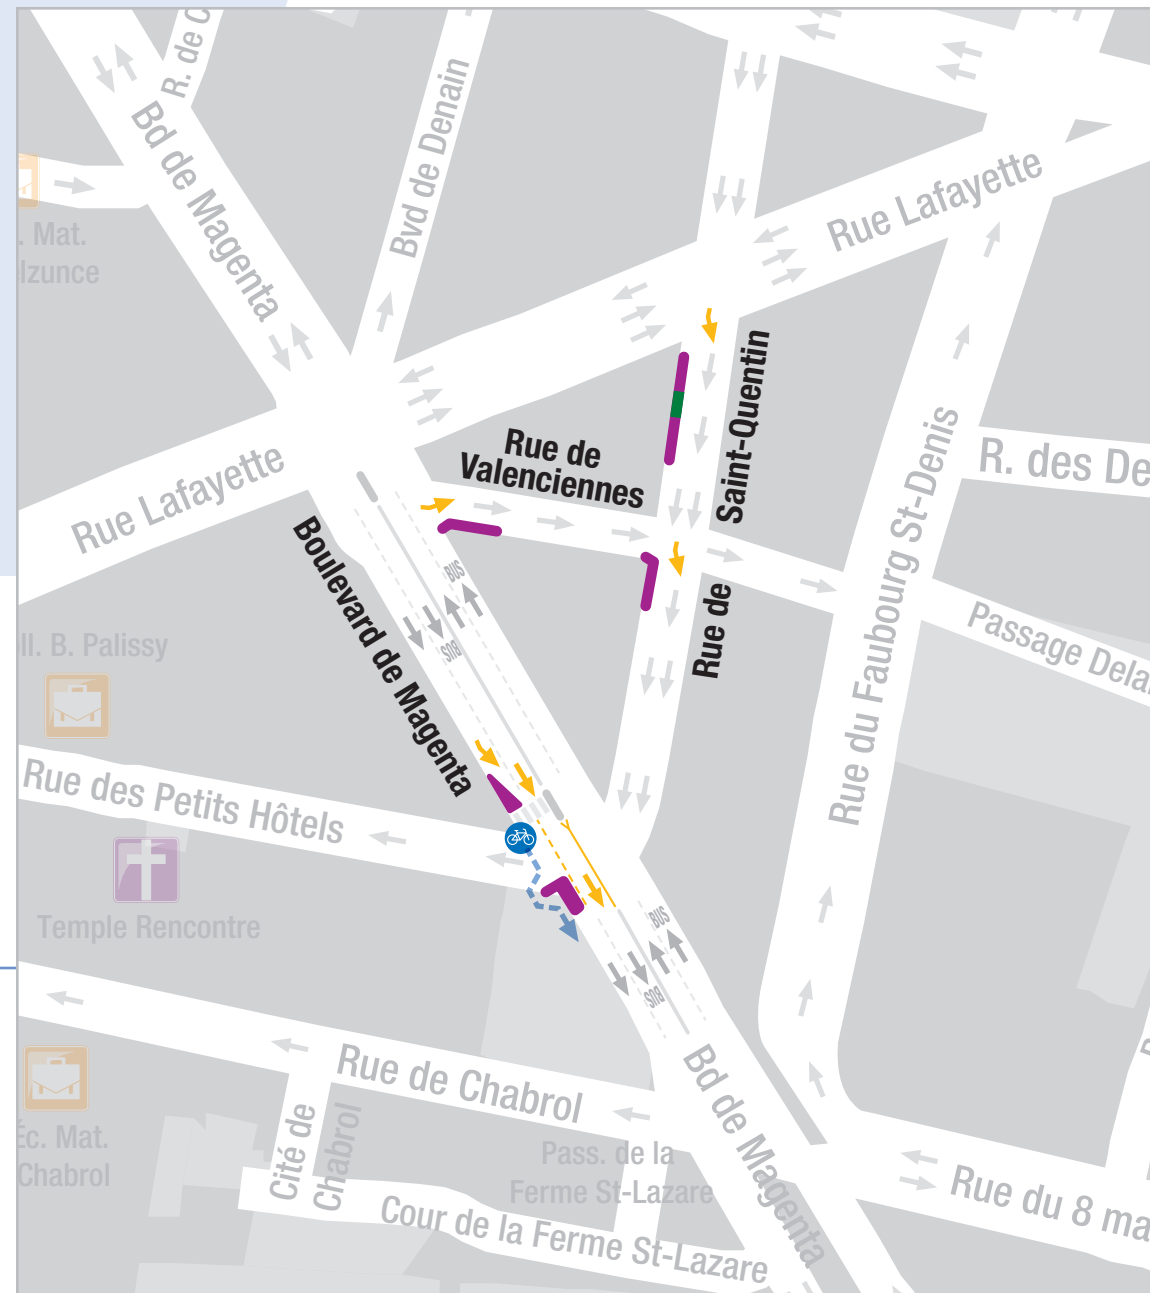 R. de C
Bd de Magenta
Bvd de Denain
Rue Lafayette
. Mat.
lzunce
Saint-Quentin
Rue de
Rue de
Valenciennes
Rue Lafayette
R. des De
Rue du Faubourg St-Denis
Boulevard de Magenta
BUS
BUS
Passage Dela
ll. B. Palissy
Rue des Petits Hôtels
Temple Rencontre
BUS
BUS
Rue de Chabrol
Bd de Magenta
Éc. Mat.
Chabrol
Cité de
Chabrol
Pass. de la
Ferme St-Lazare
Cour de la Ferme St-Lazare
Rue du 8 ma